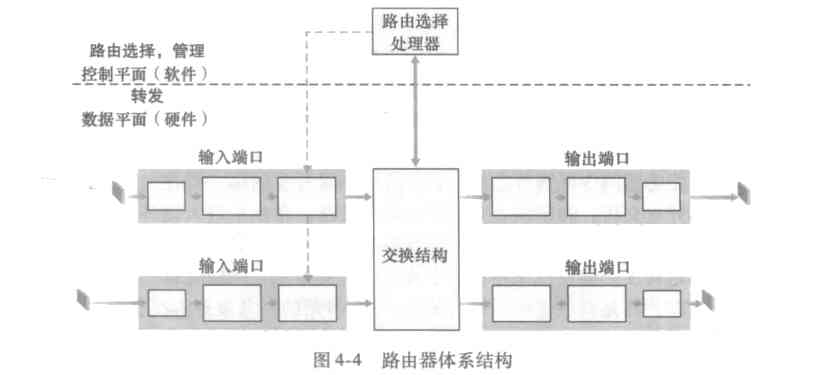 路由选择
处理器
路由选择，管理
控制平面（软件）
转发
数据平面（硬件）
输入端口
输出端口
交换结构
输入端口
输出端口
图 4-4 路由器体系结构